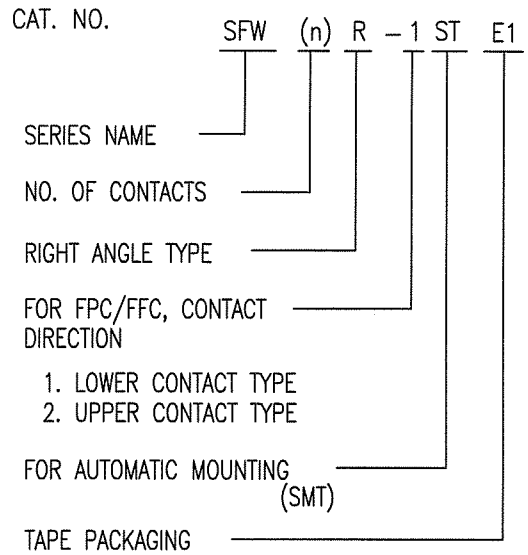 CAT. NO.
SFW (n) R - 1 ST E1
SERIES NAME
NO. OF CONTACTS
RIGHT ANGLE TYPE
FOR FPC/FFC, CONTACT
DIRECTION
1. LOWER CONTACT TYPE
2. UPPER CONTACT TYPE
FOR AUTOMATIC MOUNTING
(SMT)
TAPE PACKAGING